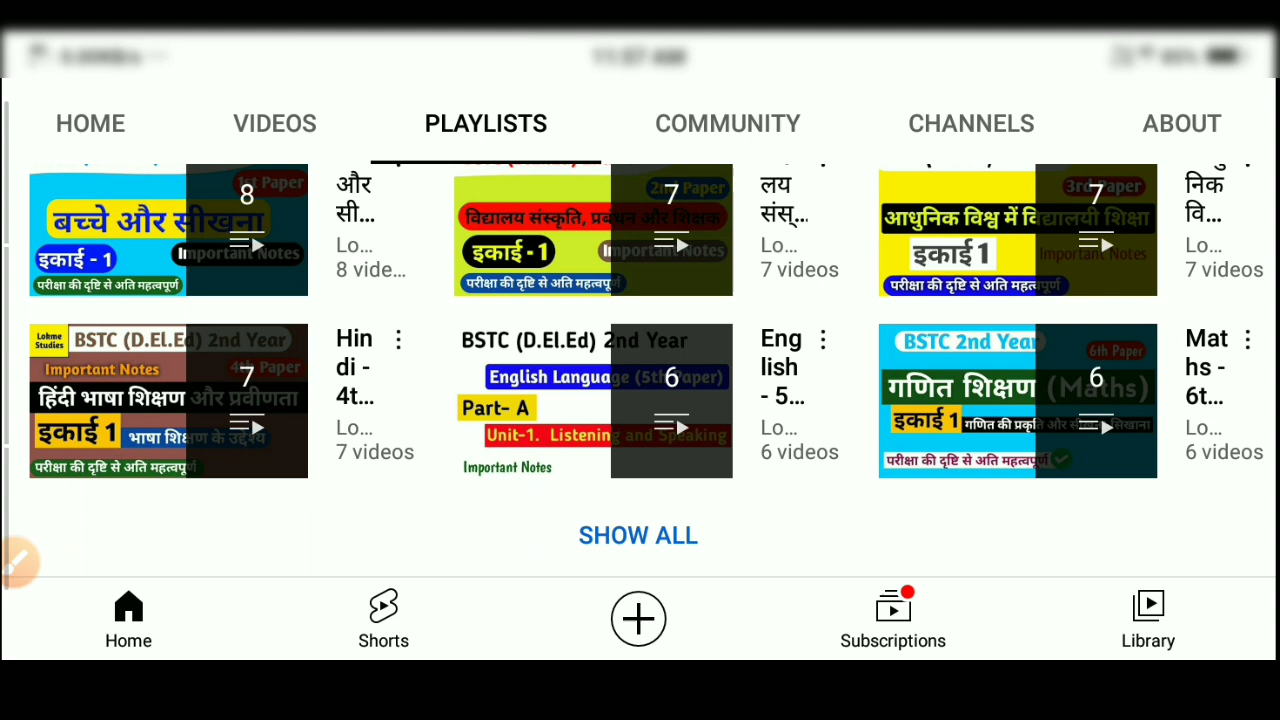 11:57 AM
HOME VIDEOS PLAYLISTS COMMUNITY CHANNELS ABOUT
1st Paper
बच्चे और सीखना
इकाई - 1
Important Notes
परीक्षा की दृष्टि से अति महत्वपूर्ण
8
और
सी...
Lo...
8 vide...
2nd Paper
विद्यालय संस्कृति, प्रबंधन और शिक्षक
इकाई - 1
Important Notes
परीक्षा की दृष्टि से अति महत्वपूर्ण
7
लय
संस्...
Lo...
7 videos
3rd Paper
आधुनिक विश्व में विद्यालयी शिक्षा
इकाई 1
Important Notes
परीक्षा की दृष्टि से अति महत्वपूर्ण
7
निक
वि...
Lo...
7 videos
Lokme
Studies
BSTC (D.El.Ed) 2nd Year
Important Notes
4th Paper
हिंदी भाषा शिक्षण और प्रवीणता
इकाई 1 भाषा शिक्षण के उद्देश्य
परीक्षा की दृष्टि से अति महत्वपूर्ण
7
Hin
di -
4t...
Lo...
7 videos
BSTC (D.El.Ed) 2nd Year
English Language (5th Paper)
Part- A
Unit-1. Listening and Speaking
Important Notes
6
Eng
lish
- 5...
Lo...
6 videos
BSTC 2nd Year
6th Paper
गणित शिक्षण (Maths)
इकाई 1 गणित की प्रकृति और सीखना सिखाना
परीक्षा की दृष्टि से अति महत्वपूर्ण
6
Mat
hs -
6t...
Lo...
6 videos
SHOW ALL
Home Shorts Subscriptions Library